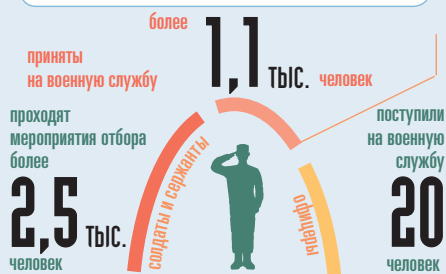 более
1,1 тыс. человек
приняты
на военную службу
проходят
мероприятия отбора
более
2,5 тыс.
человек
солдаты и сержанты
офицеры
поступили
на военную
службу
20
человек